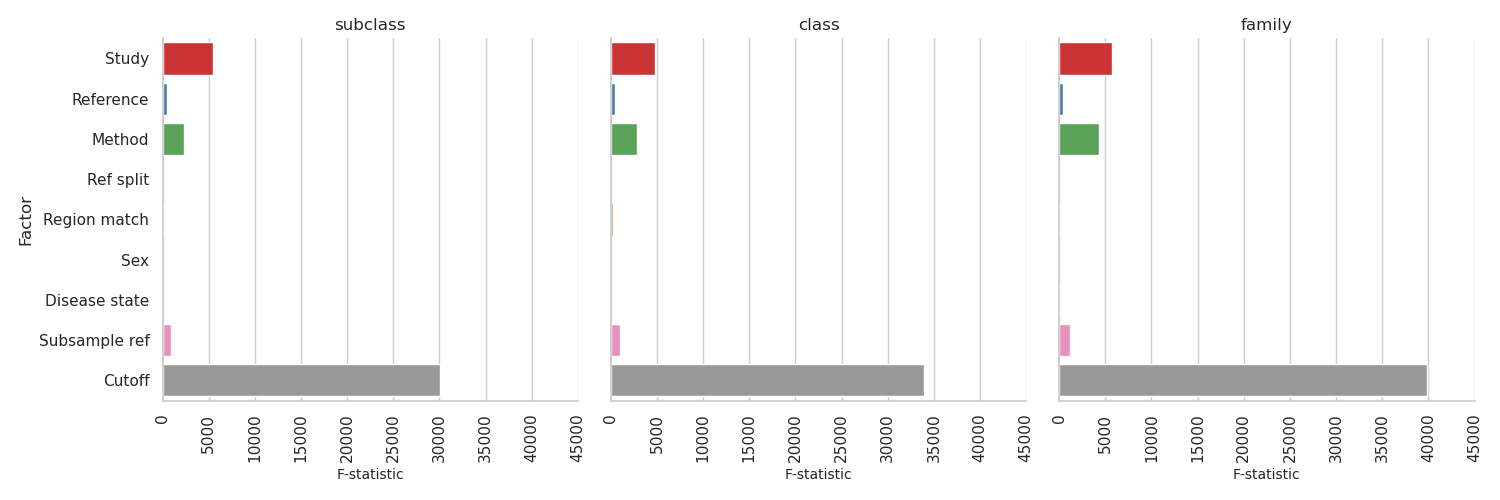 subclass
class
family
Factor
Study
Reference
Method
Ref split
Region match
Sex
Disease state
Subsample ref
Cutoff
0 5000 10000 15000 20000 25000 30000 35000 40000 45000
0 5000 10000 15000 20000 25000 30000 35000 40000 45000
0 5000 10000 15000 20000 25000 30000 35000 40000 45000
F-statistic
F-statistic
F-statistic